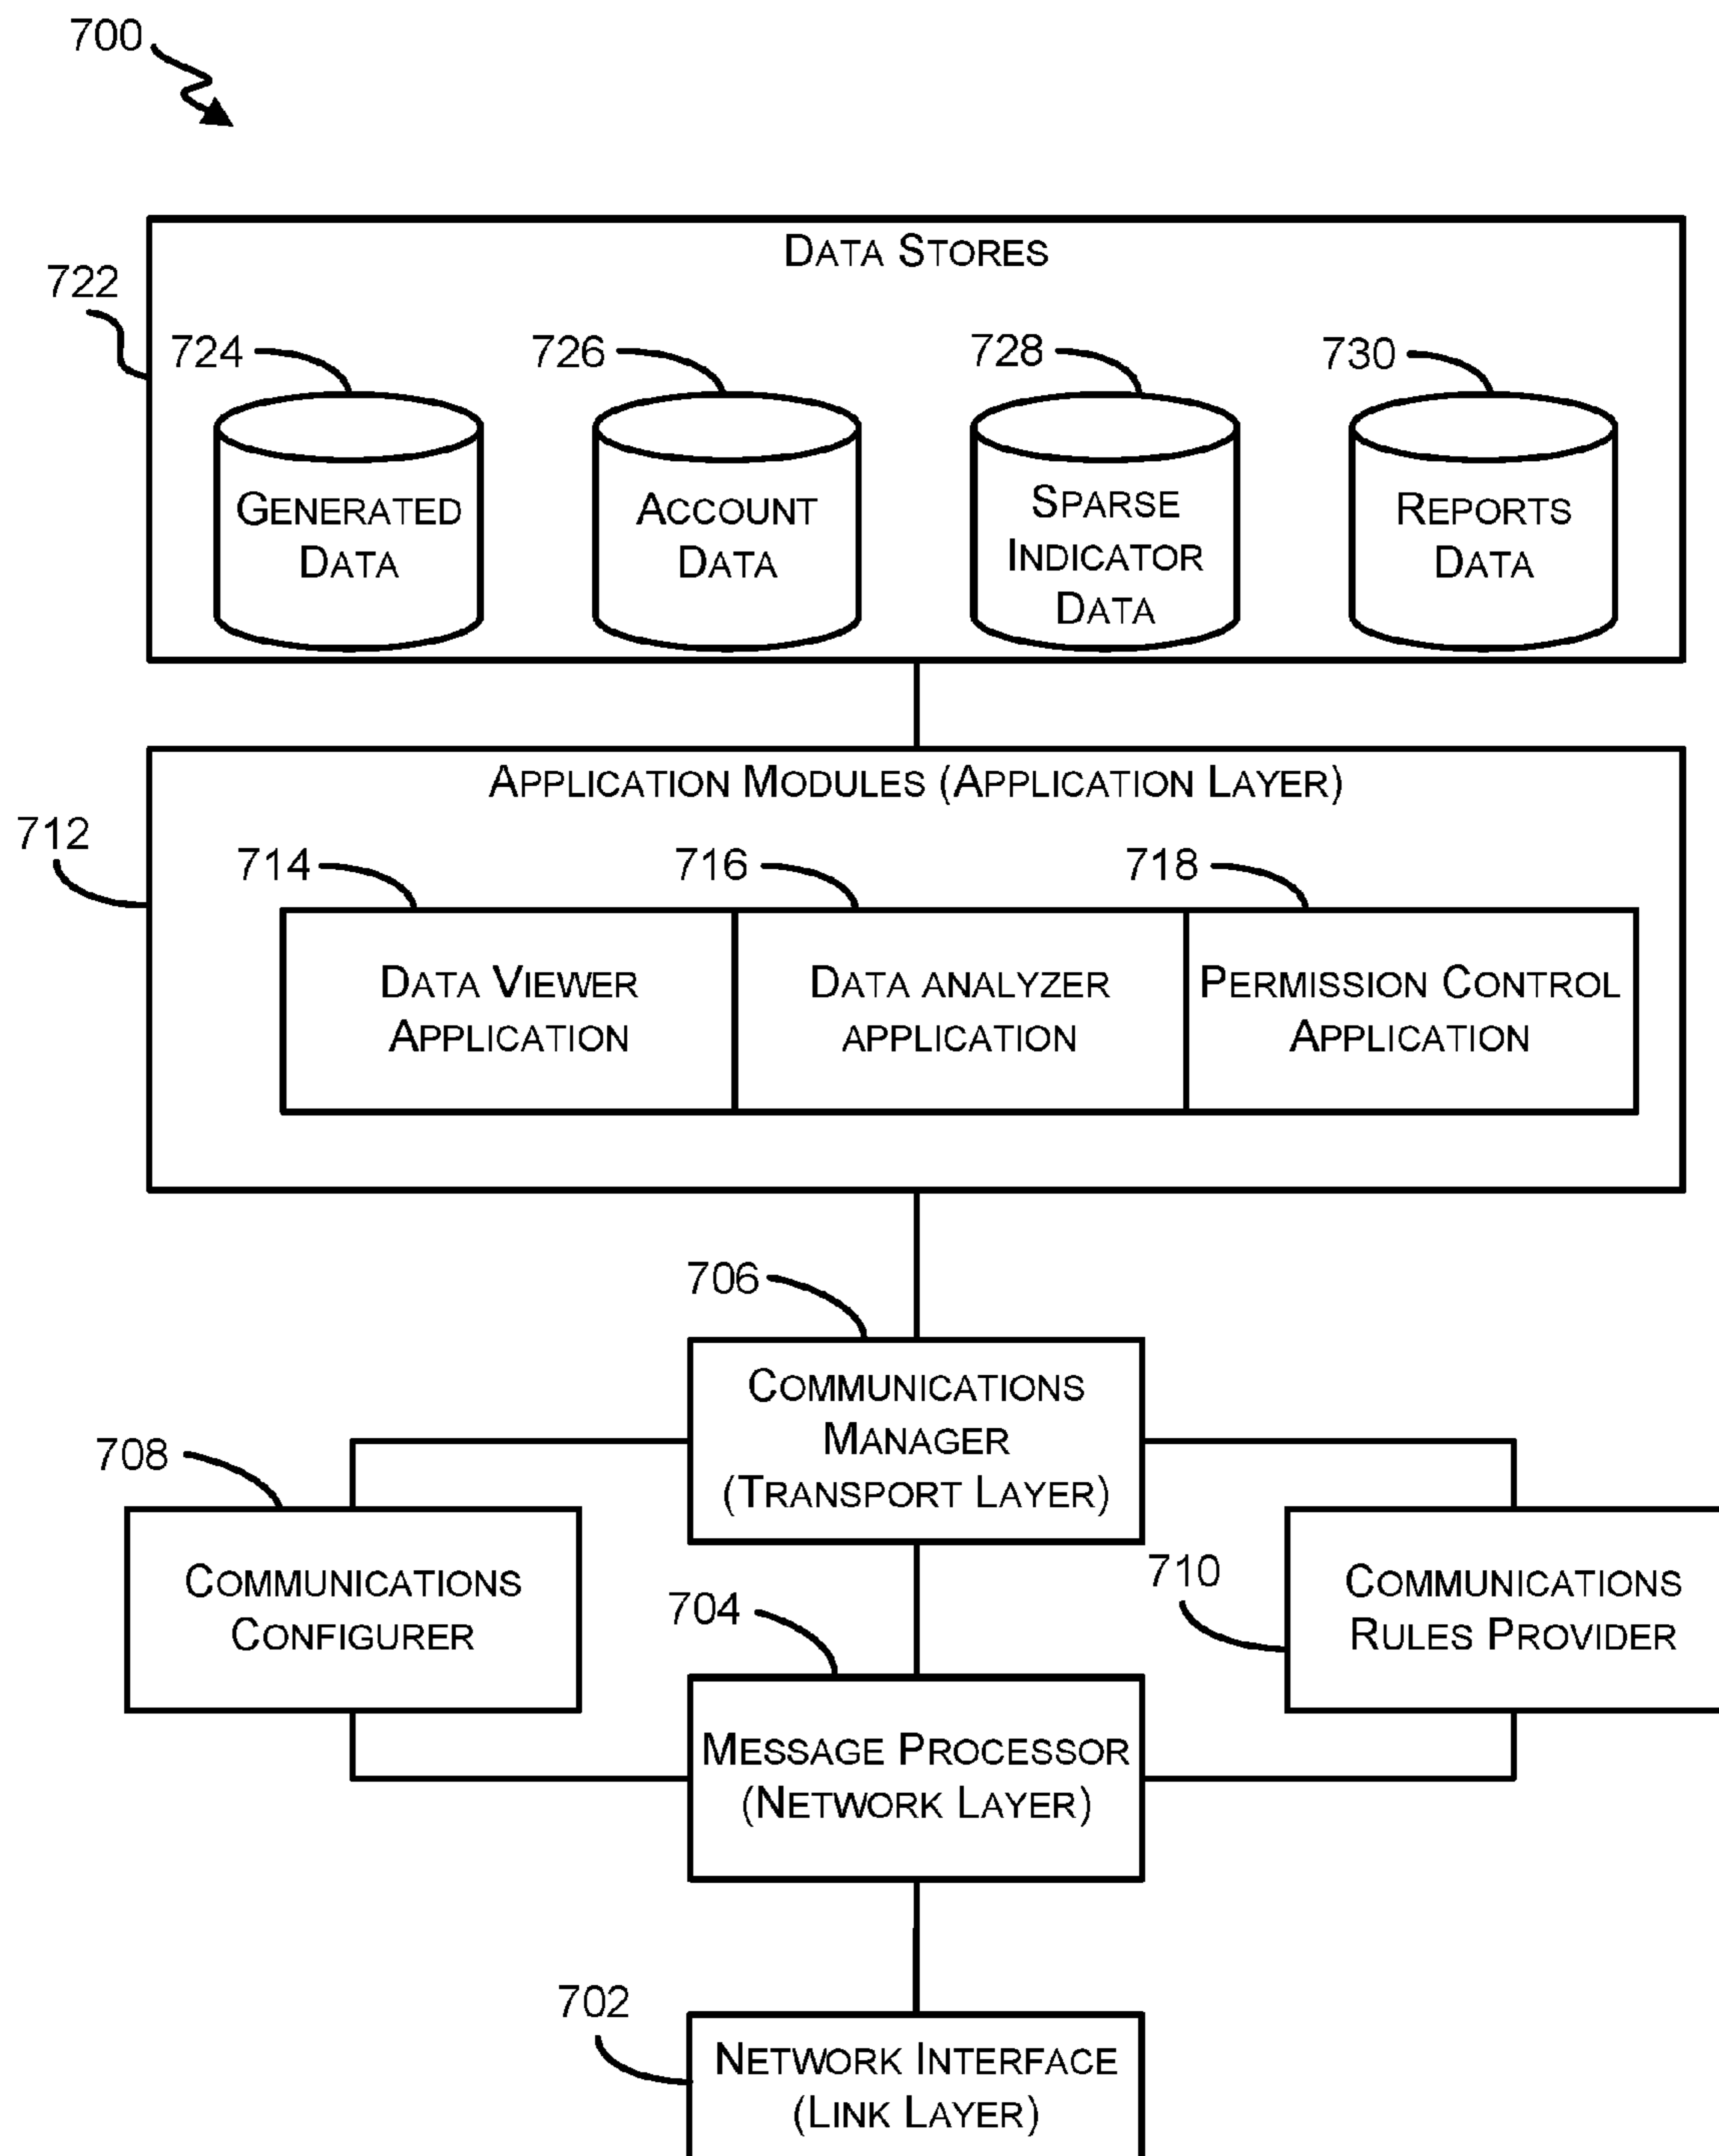 700
DATA STORES
722
724
726
728
730
GENERATED
DATA
ACCOUNT
DATA
SPARSE
INDICATOR
DATA
REPORTS
DATA
APPLICATION MODULES (APPLICATION LAYER)
712
714
716
718
DATA VIEWER
APPLICATION
DATA ANALYZER
APPLICATION
PERMISSION CONTROL
APPLICATION
706
COMMUNICATIONS
MANAGER
(TRANSPORT LAYER)
708
COMMUNICATIONS
CONFIGURER
710
COMMUNICATIONS
RULES PROVIDER
704
MESSAGE PROCESSOR
(NETWORK LAYER)
702
NETWORK INTERFACE
(LINK LAYER)